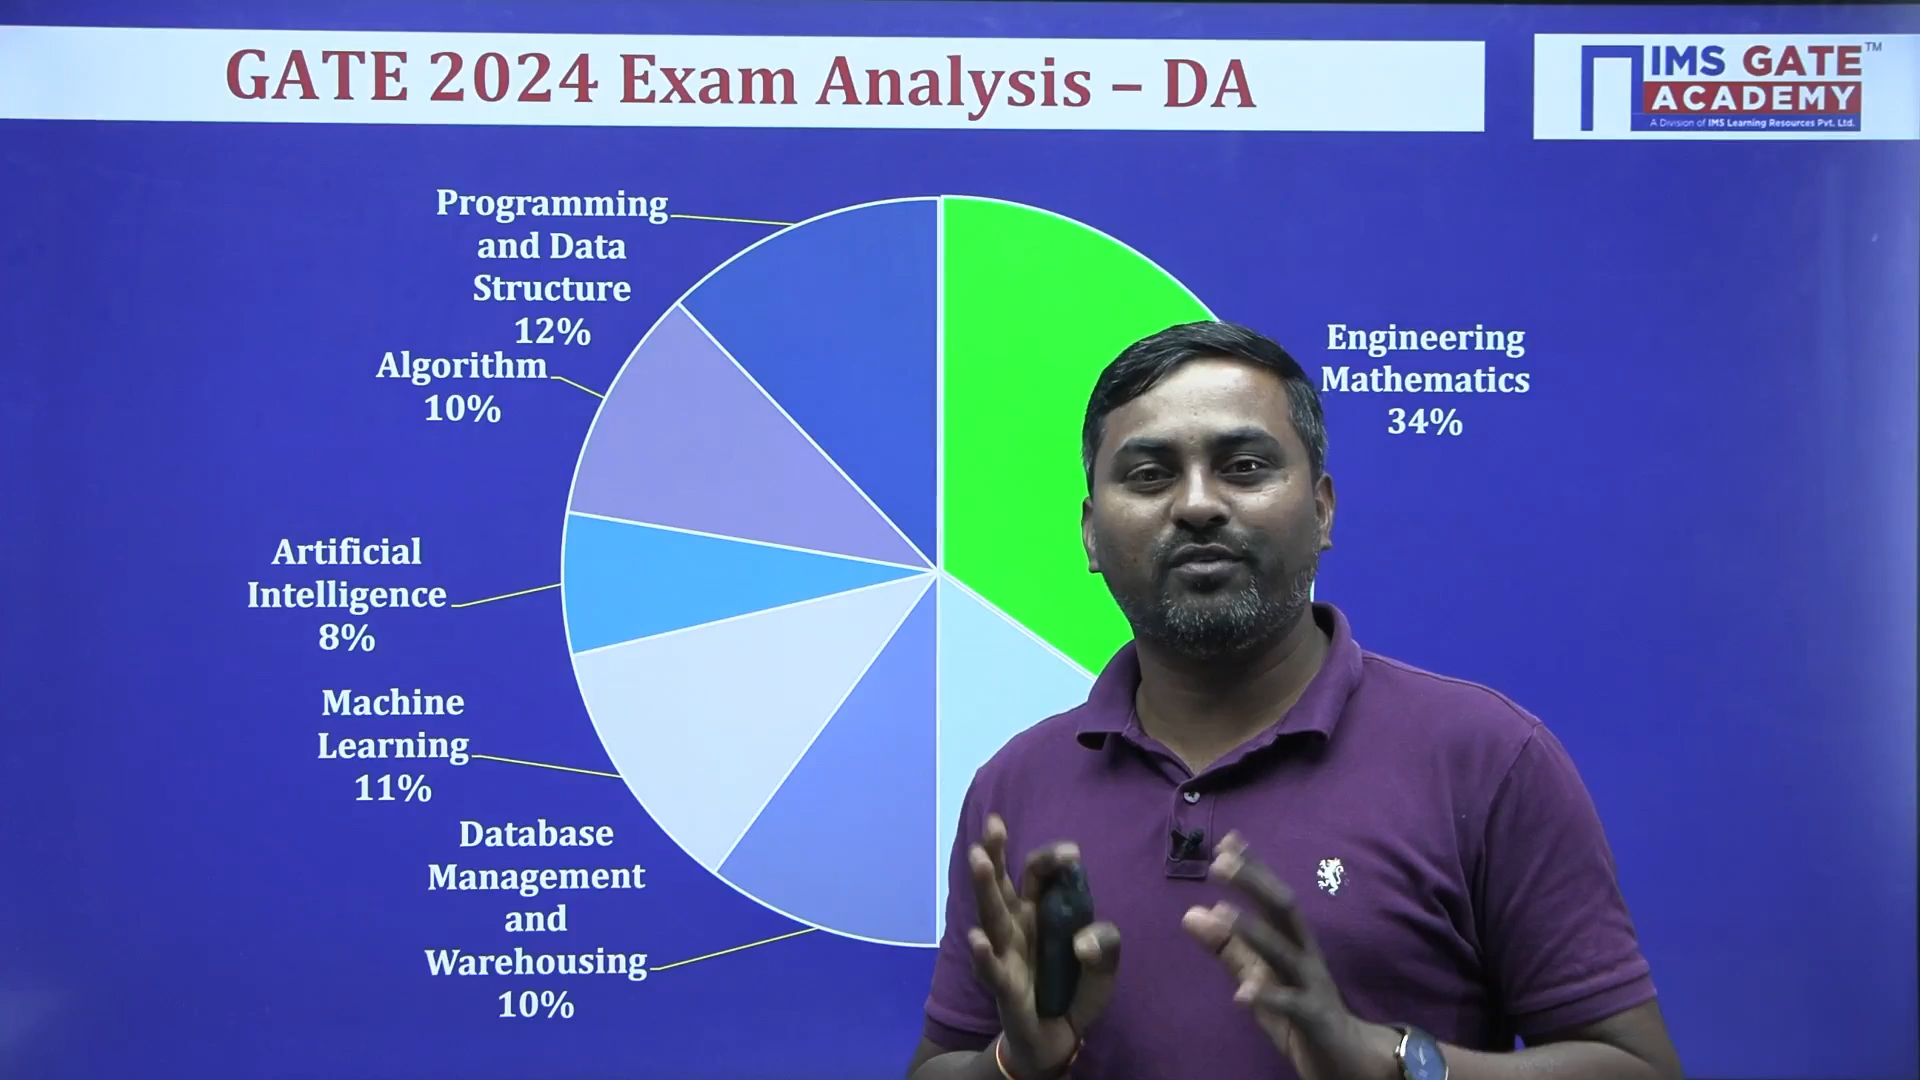 GATE 2024 Exam Analysis – DA
IMS GATE™
ACADEMY
A Division of IMS Learning Resources Pvt. Ltd.
Programming
and Data
Structure
12%
Algorithm
10%
Artificial
Intelligence
8%
Machine
Learning
11%
Database
Management
and
Warehousing
10%
Engineering
Mathematics
34%